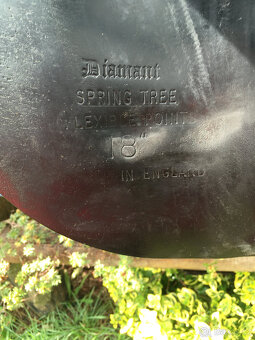 Diamant
SPRING TREE
FLEXIBLE POINTS
18"
IN ENGLAND